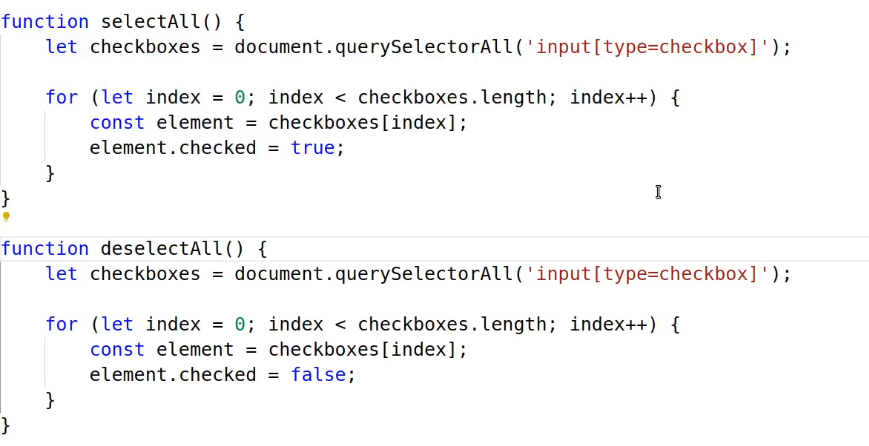 function selectAll() {
    let checkboxes = document.querySelectorAll('input[type=checkbox]');

    for (let index = 0; index < checkboxes.length; index++) {
        const element = checkboxes[index];
        element.checked = true;
    }
}

function deselectAll() {
    let checkboxes = document.querySelectorAll('input[type=checkbox]');

    for (let index = 0; index < checkboxes.length; index++) {
        const element = checkboxes[index];
        element.checked = false;
    }
}